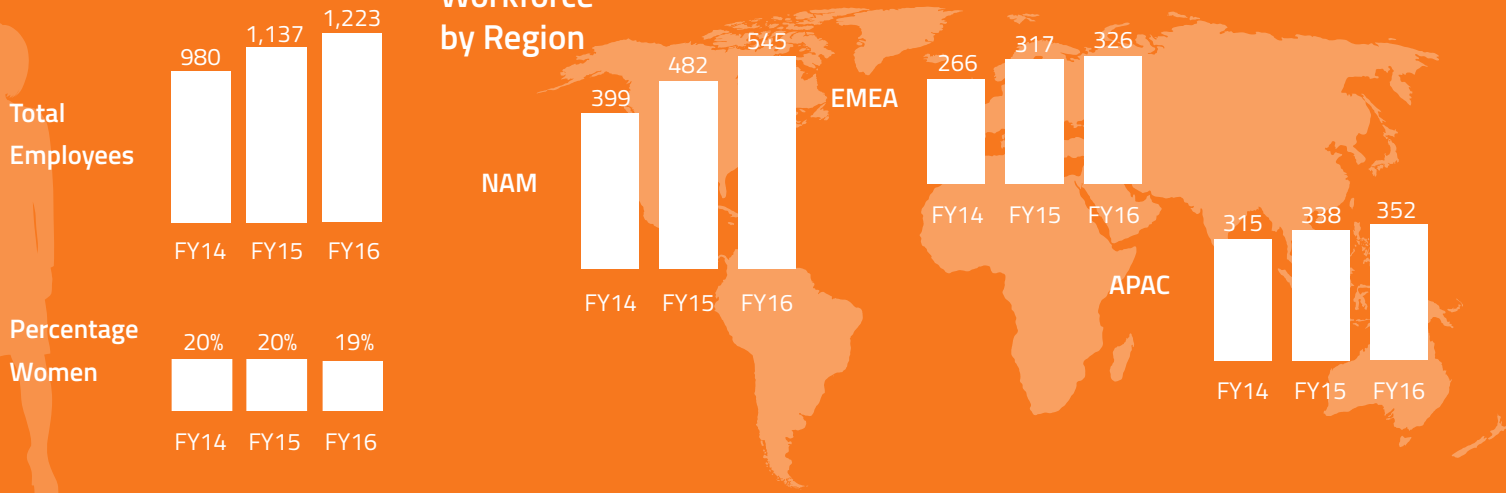 Total
Employees
980
1,137
1,223
FY14
FY15
FY16
Percentage
Women
20%
20%
19%
FY14
FY15
FY16
Workforce
by Region
NAM
399
482
545
FY14
FY15
FY16
EMEA
266
317
326
FY14
FY15
FY16
APAC
315
338
352
FY14
FY15
FY16